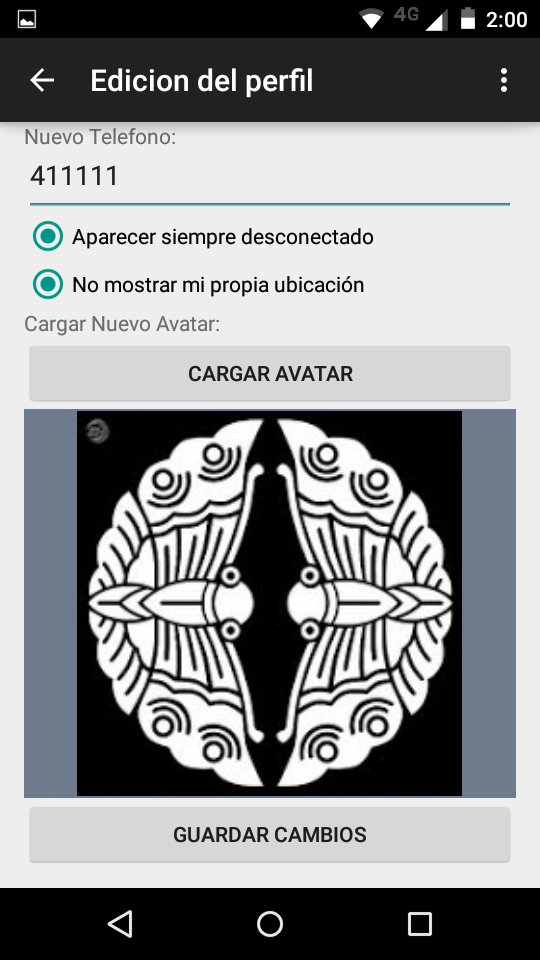 4G 2:00
Edicion del perfil
Nuevo Telefono:
411111
Aparecer siempre desconectado
No mostrar mi propia ubicación
Cargar Nuevo Avatar:
CARGAR AVATAR
GUARDAR CAMBIOS